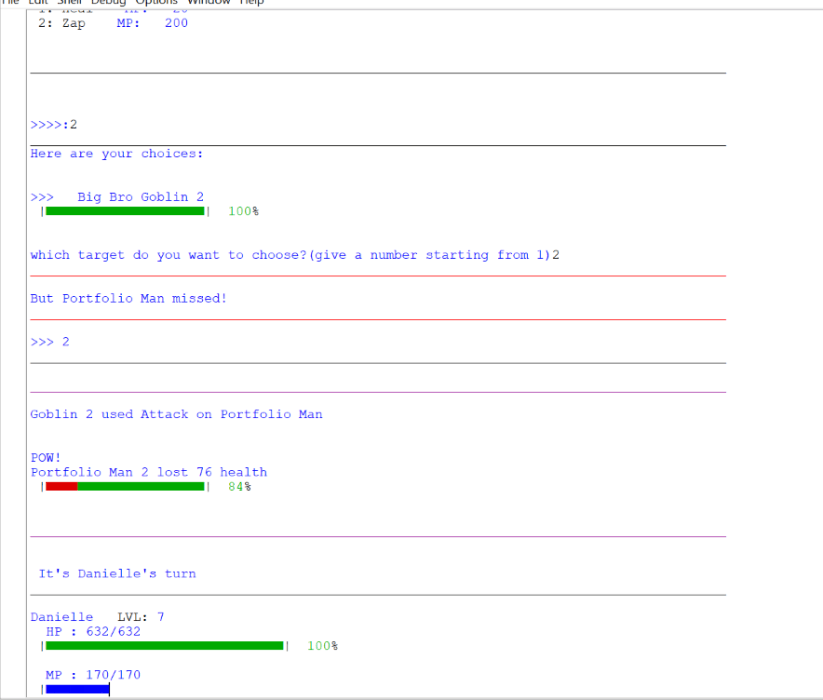 File Edit Shell Debug Options Window Help
2: Zap MP: 200
>>>>:2
Here are your choices:
>>> Big Bro Goblin 2
| | 100%
which target do you want to choose?(give a number starting from 1)2
But Portfolio Man missed!
>>> 2
Goblin 2 used Attack on Portfolio Man
POW!
Portfolio Man 2 lost 76 health
| | 84%
It's Danielle's turn
Danielle LVL: 7
HP : 632/632
| | 100%
MP : 170/170
|